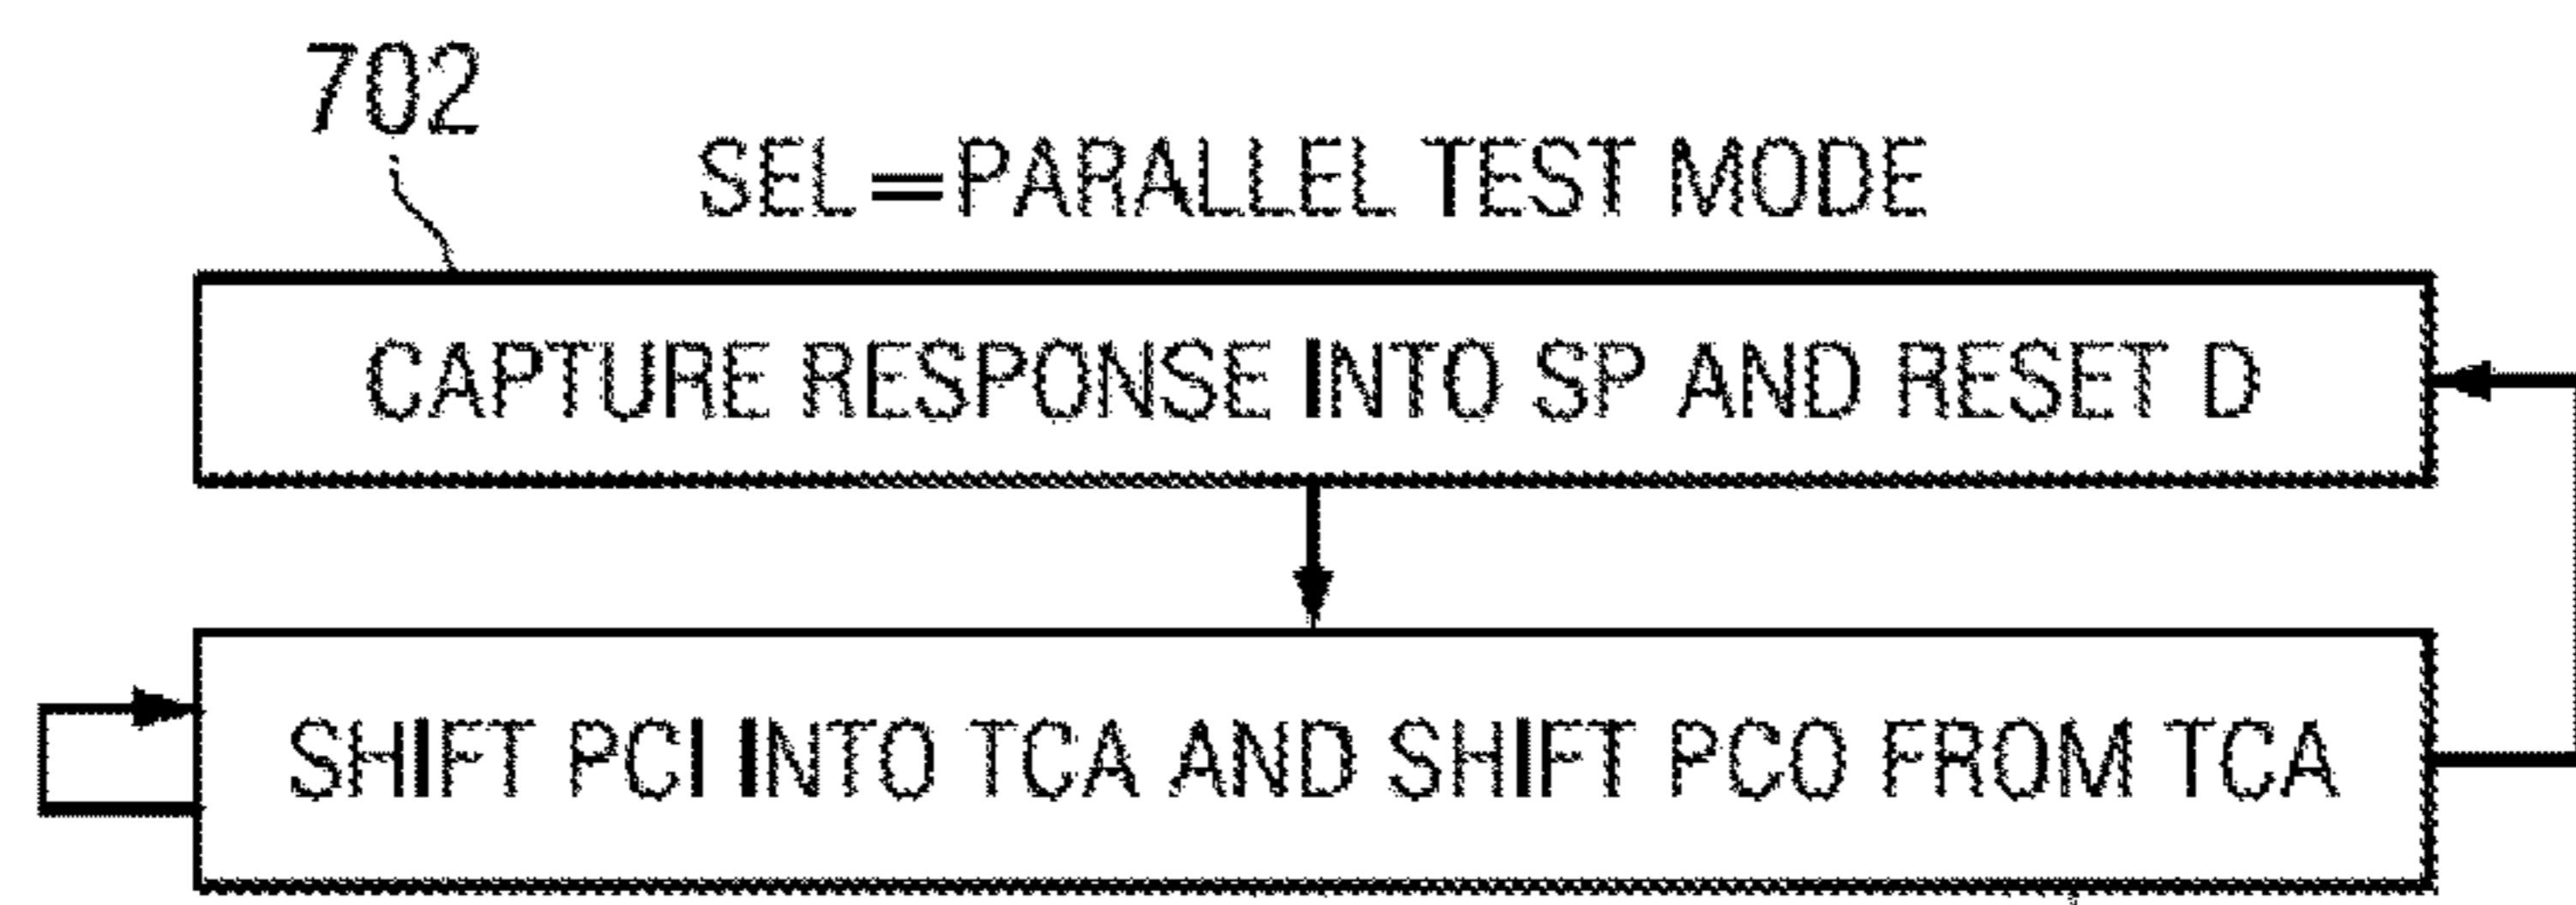 702
SEL=PARALLEL TEST MODE
CAPTURE RESPONSE INTO SP AND RESET D
SHIFT PCI INTO TCA AND SHIFT PCO FROM TCA